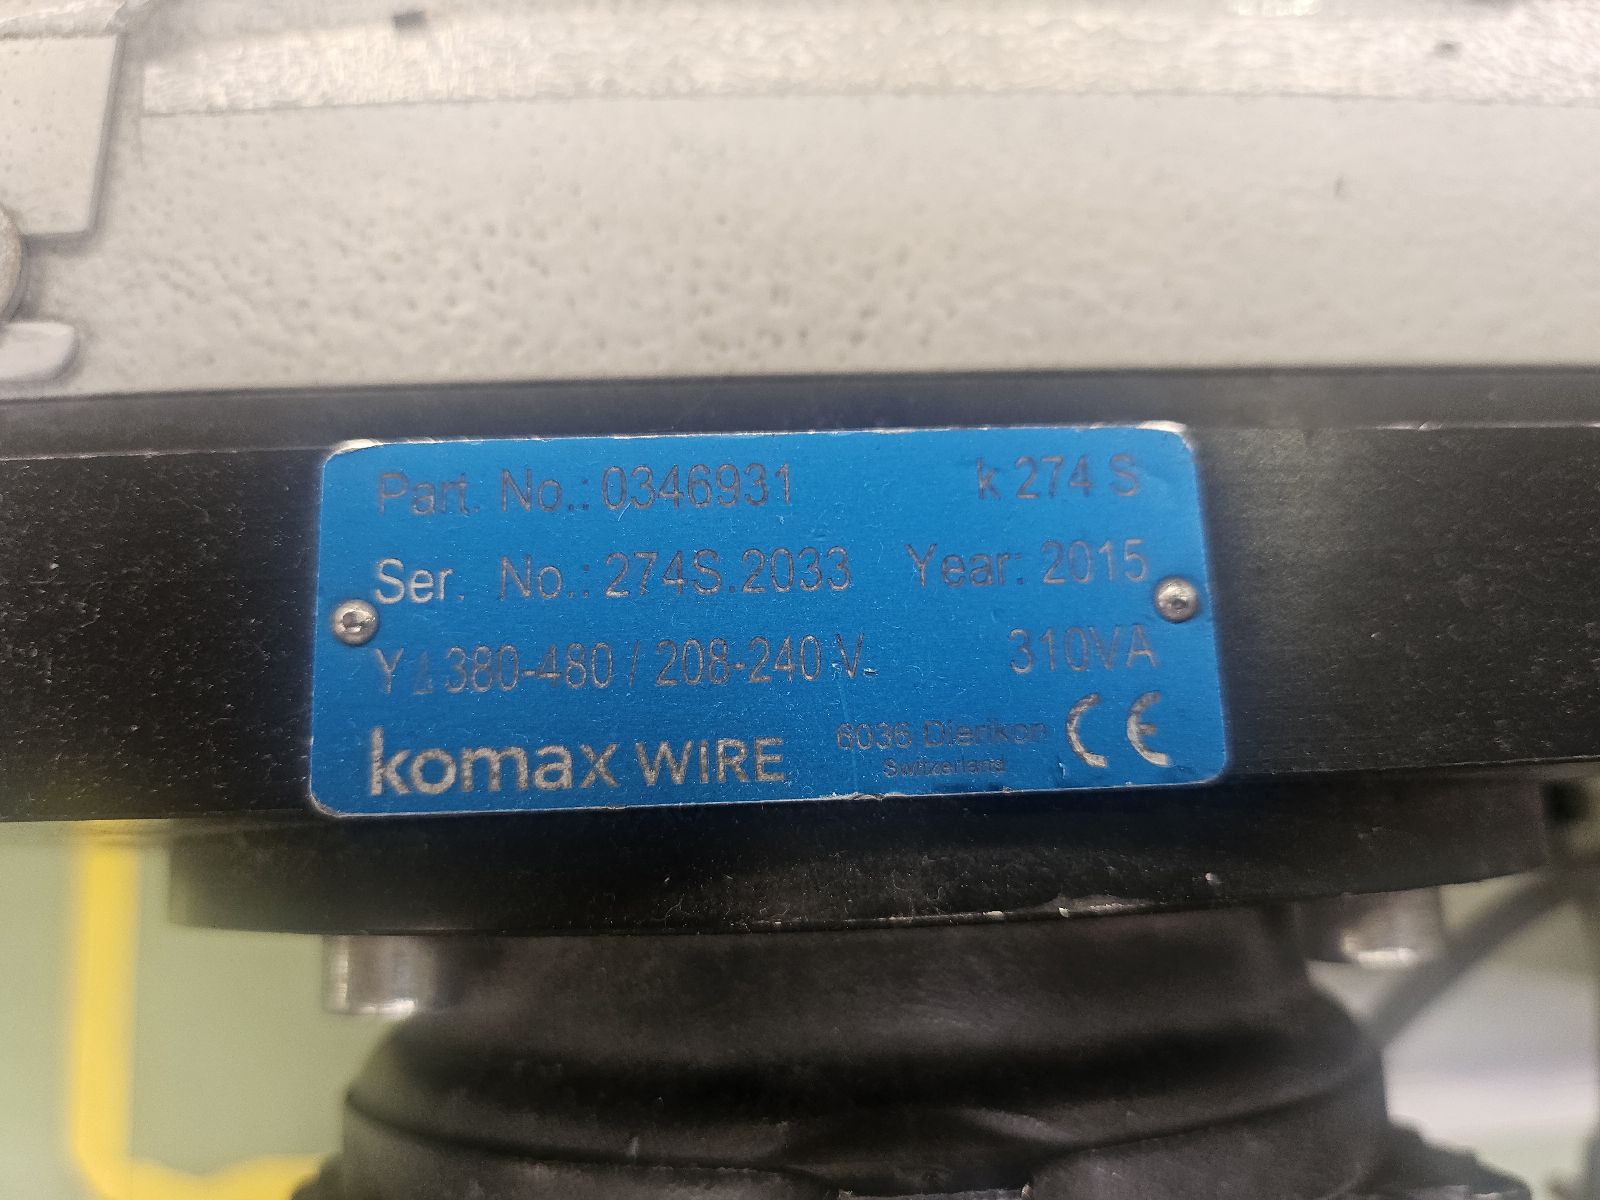 Part. No.: 0346931 k 274 S
Ser. No.: 274S.2033 Year: 2015
Y Δ 380-480 / 208-240 V 310VA
komax WIRE 6036 Dierikon CE
Switzerland